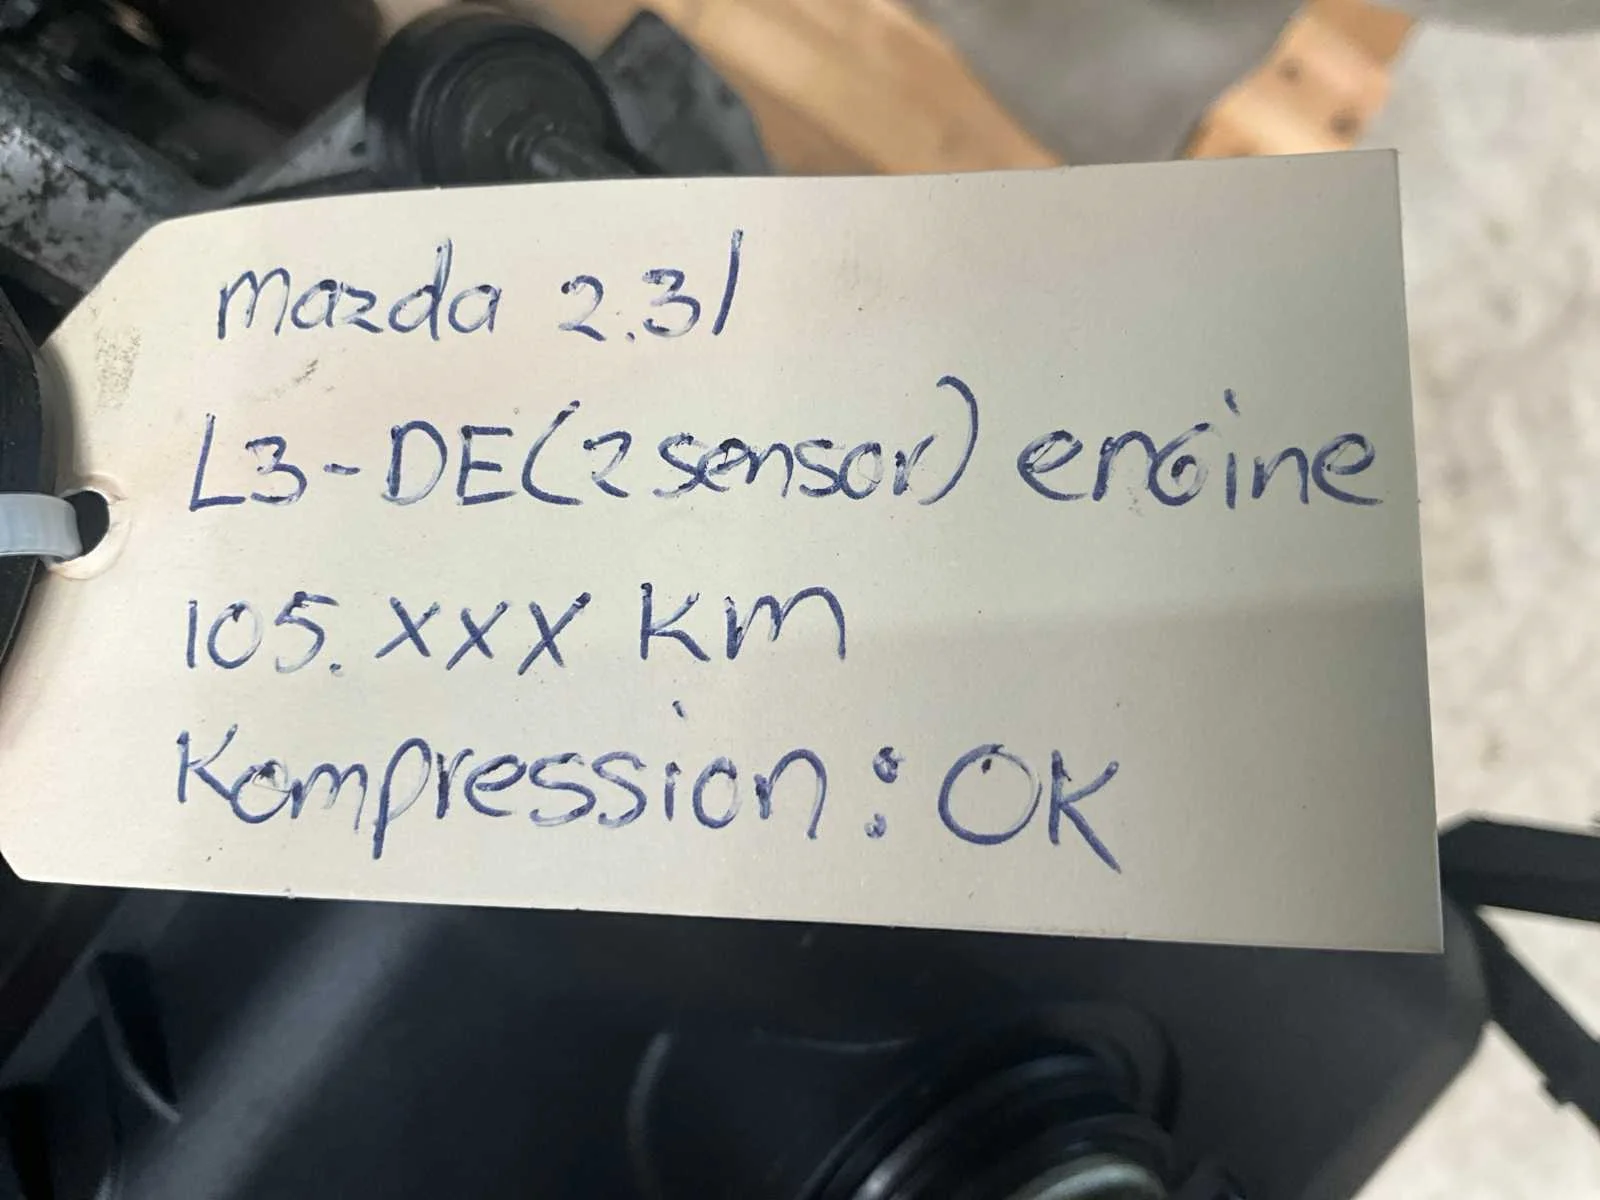 Mazda 2.3l
L3-DE(2 sensor) engine
105.xxx km
Kompression: OK